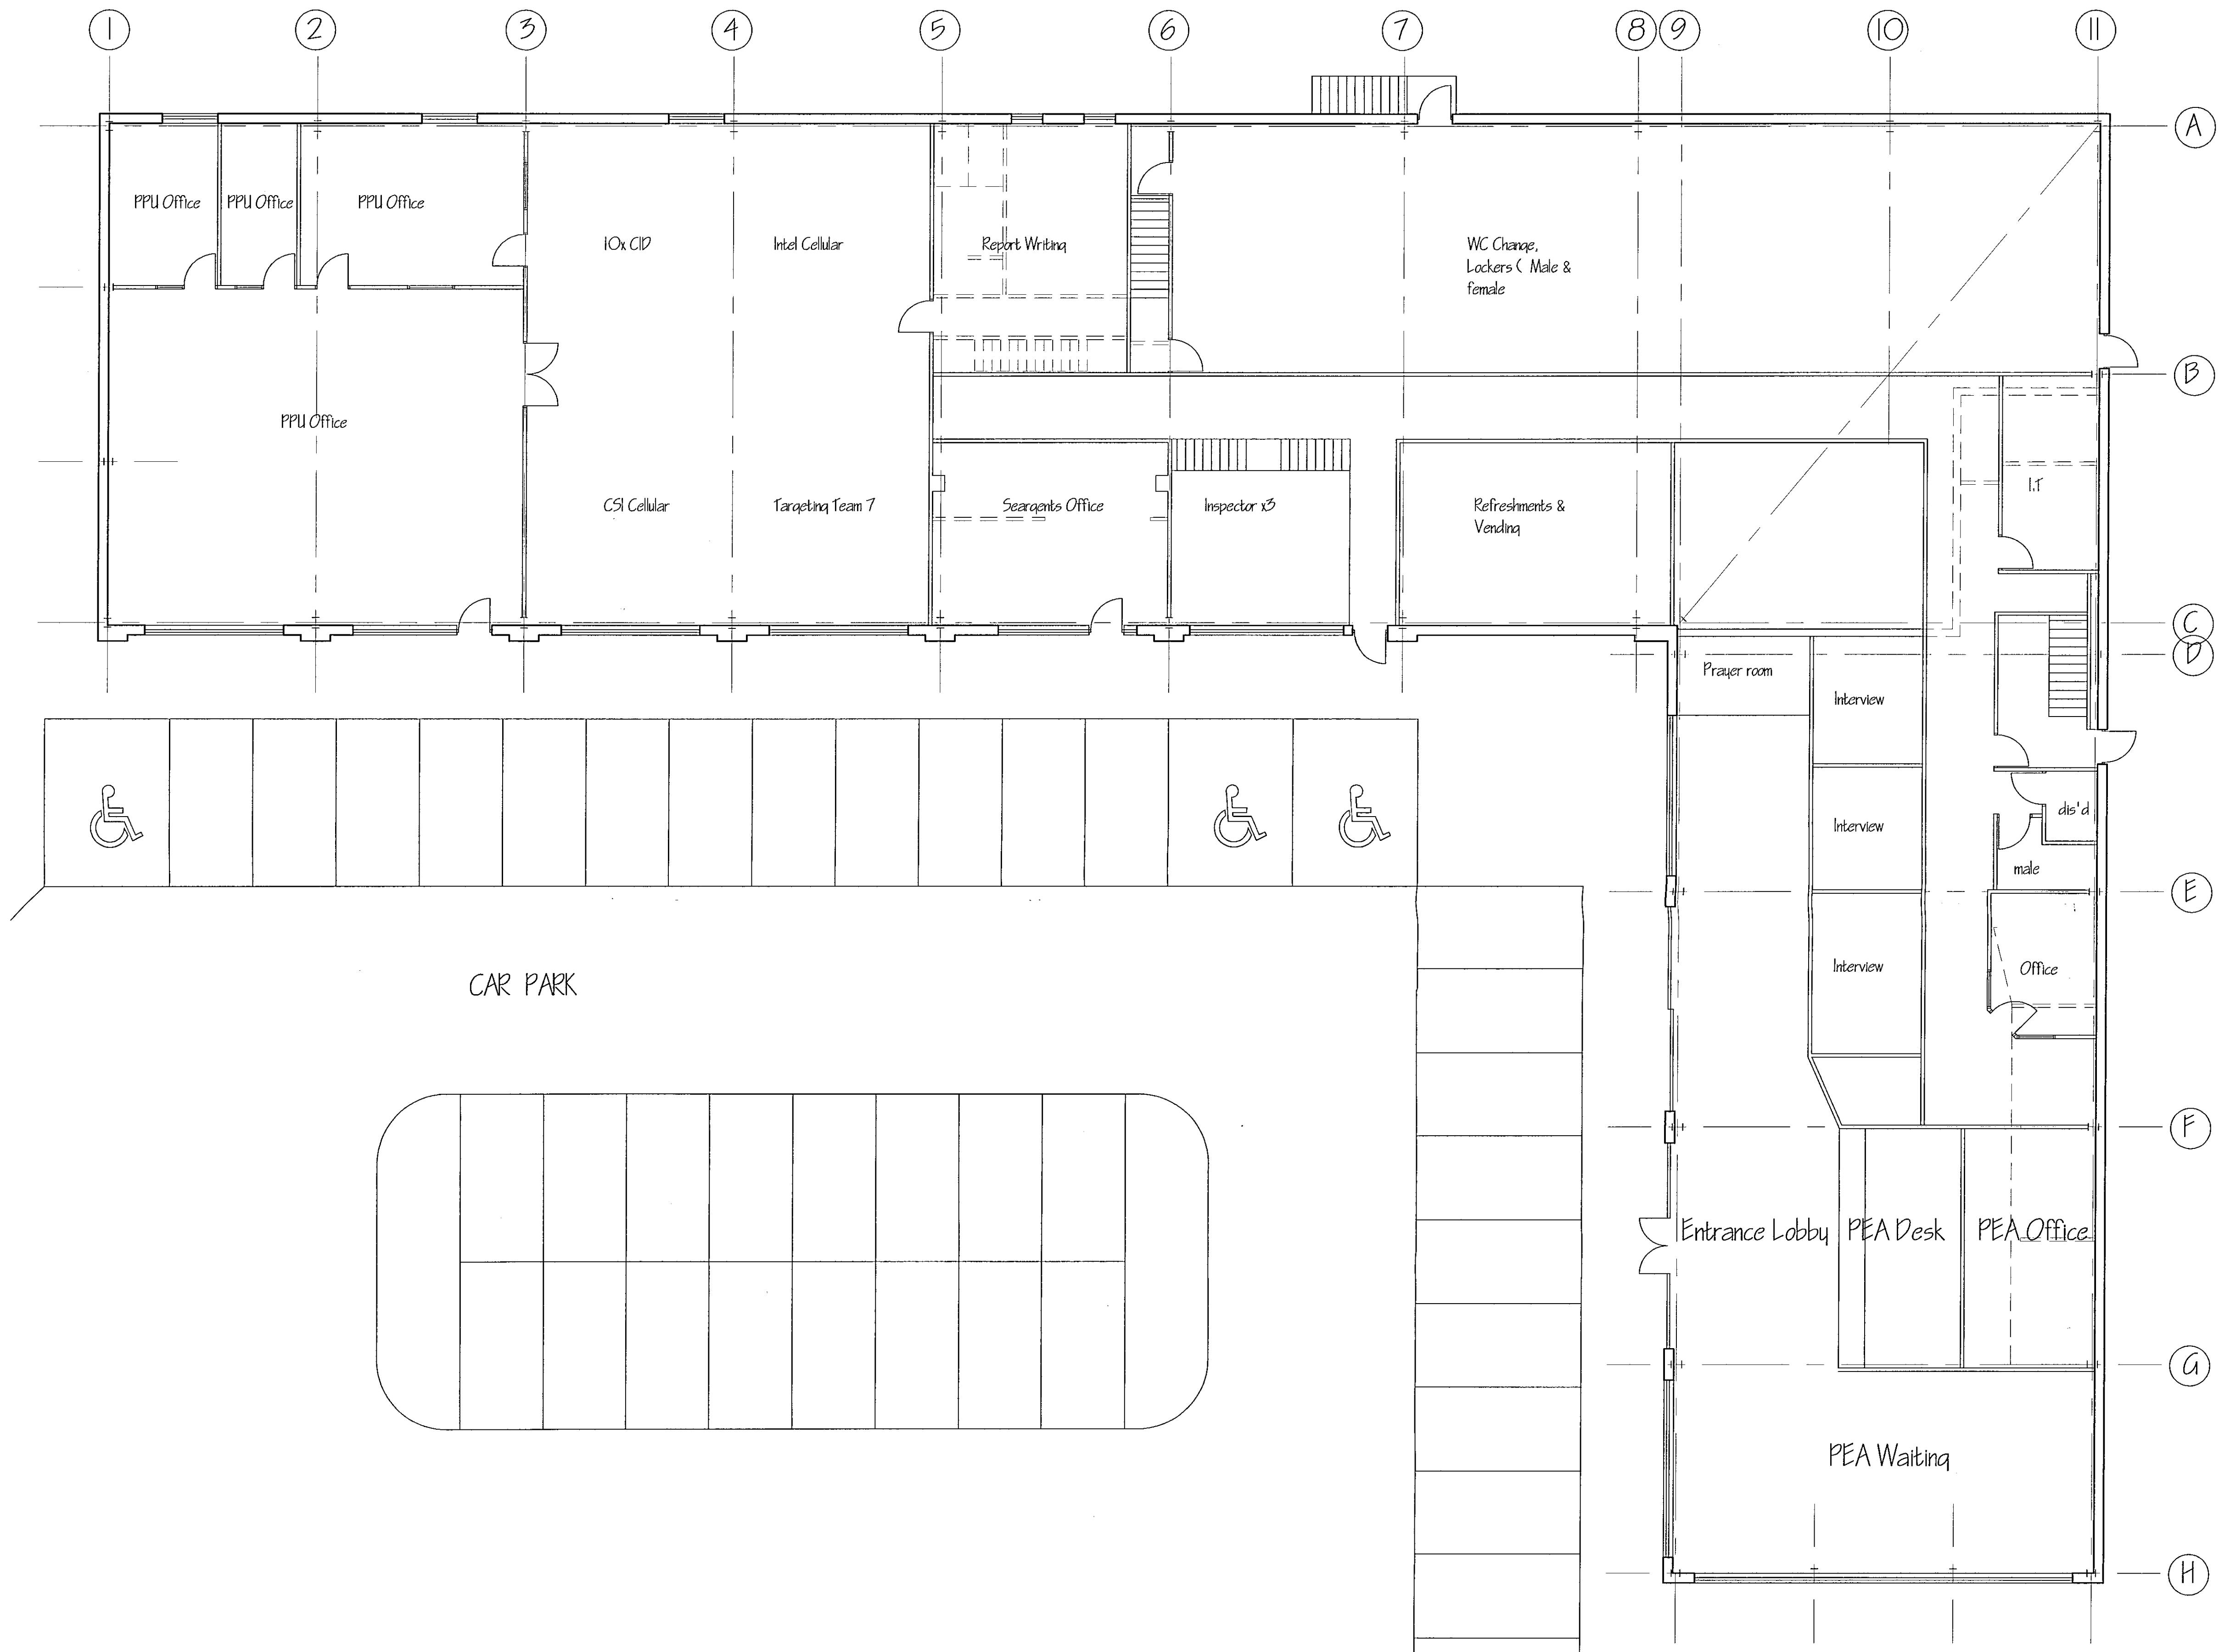 1 2 3 4 5 6 7 8 9 10 11
A
PPU Office PPU Office PPU Office
10x CID Intel Cellular Report Writing WC Change,
Lockers ( Male &
female
B
PPU Office
CSI Cellular Targeting Team 7 Seargents Office Inspector x3 Refreshments &
Vending
I.T
C
D
Prayer room
Interview
Interview
dis'd
male
E
Interview
Office
CAR PARK
F
Entrance Lobby PEA Desk PEA Office
G
PEA Waiting
H